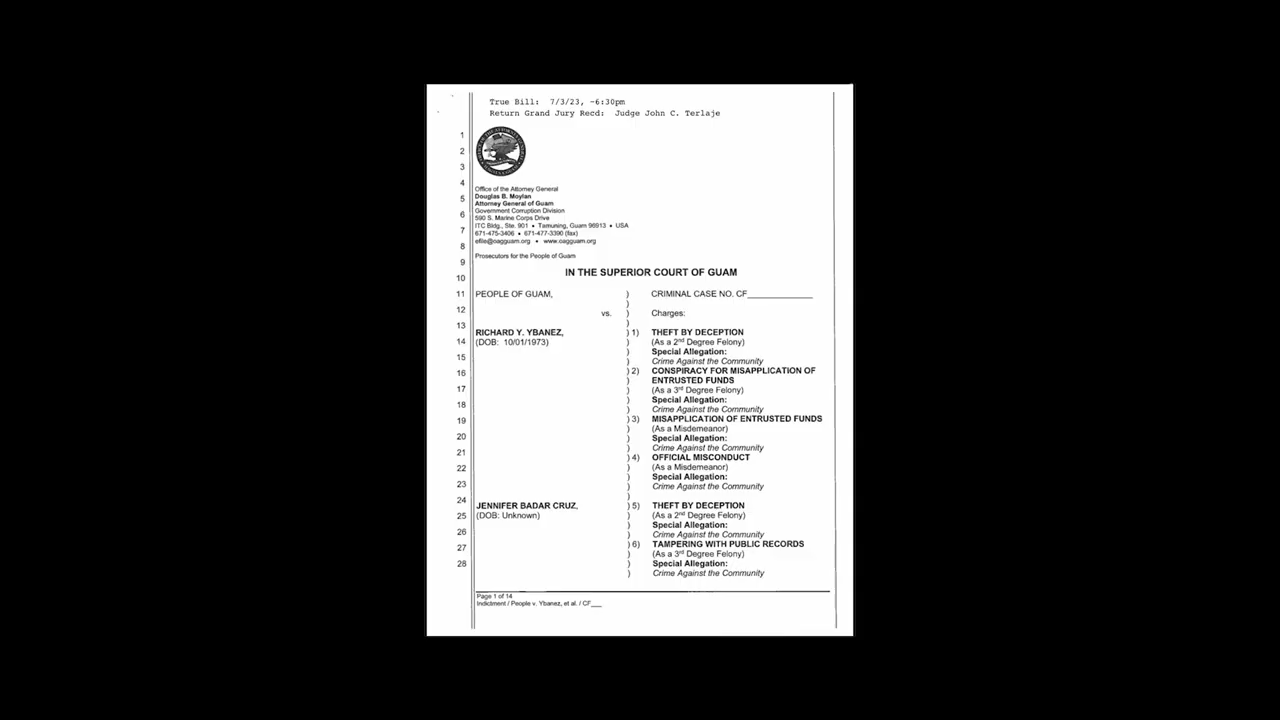 True Bill: 7/3/23, ~6:30pm
Return Grand Jury Recd: Judge John C. Terlaje
1
2
3
4
5
6
7
8
9
10
11
12
13
14
15
16
17
18
19
20
21
22
23
24
25
26
27
28
Office of the Attorney General
Douglas B. Moylan
Attorney General of Guam
Government Corruption Division
590 S. Marine Corps Drive
ITC Bldg., Ste. 901 • Tamuning, Guam 96913 • USA
671-475-3406 • 671-477-3390 (fax)
efile@oagguam.org • www.oagguam.org
Prosecutors for the People of Guam
IN THE SUPERIOR COURT OF GUAM
PEOPLE OF GUAM,
vs.
RICHARD Y. YBANEZ,
(DOB: 10/01/1973)
JENNIFER BADAR CRUZ,
(DOB: Unknown)
CRIMINAL CASE NO. CF______________
Charges:
1) THEFT BY DECEPTION
(As a 2nd Degree Felony)
Special Allegation:
Crime Against the Community
2) CONSPIRACY FOR MISAPPLICATION OF
ENTRUSTED FUNDS
(As a 3rd Degree Felony)
Special Allegation:
Crime Against the Community
3) MISAPPLICATION OF ENTRUSTED FUNDS
(As a Misdemeanor)
Special Allegation:
Crime Against the Community
4) OFFICIAL MISCONDUCT
(As a Misdemeanor)
Special Allegation:
Crime Against the Community
5) THEFT BY DECEPTION
(As a 2nd Degree Felony)
Special Allegation:
Crime Against the Community
6) TAMPERING WITH PUBLIC RECORDS
(As a 3rd Degree Felony)
Special Allegation:
Crime Against the Community
Page 1 of 14
Indictment / People v. Ybanez, et al. / CF___